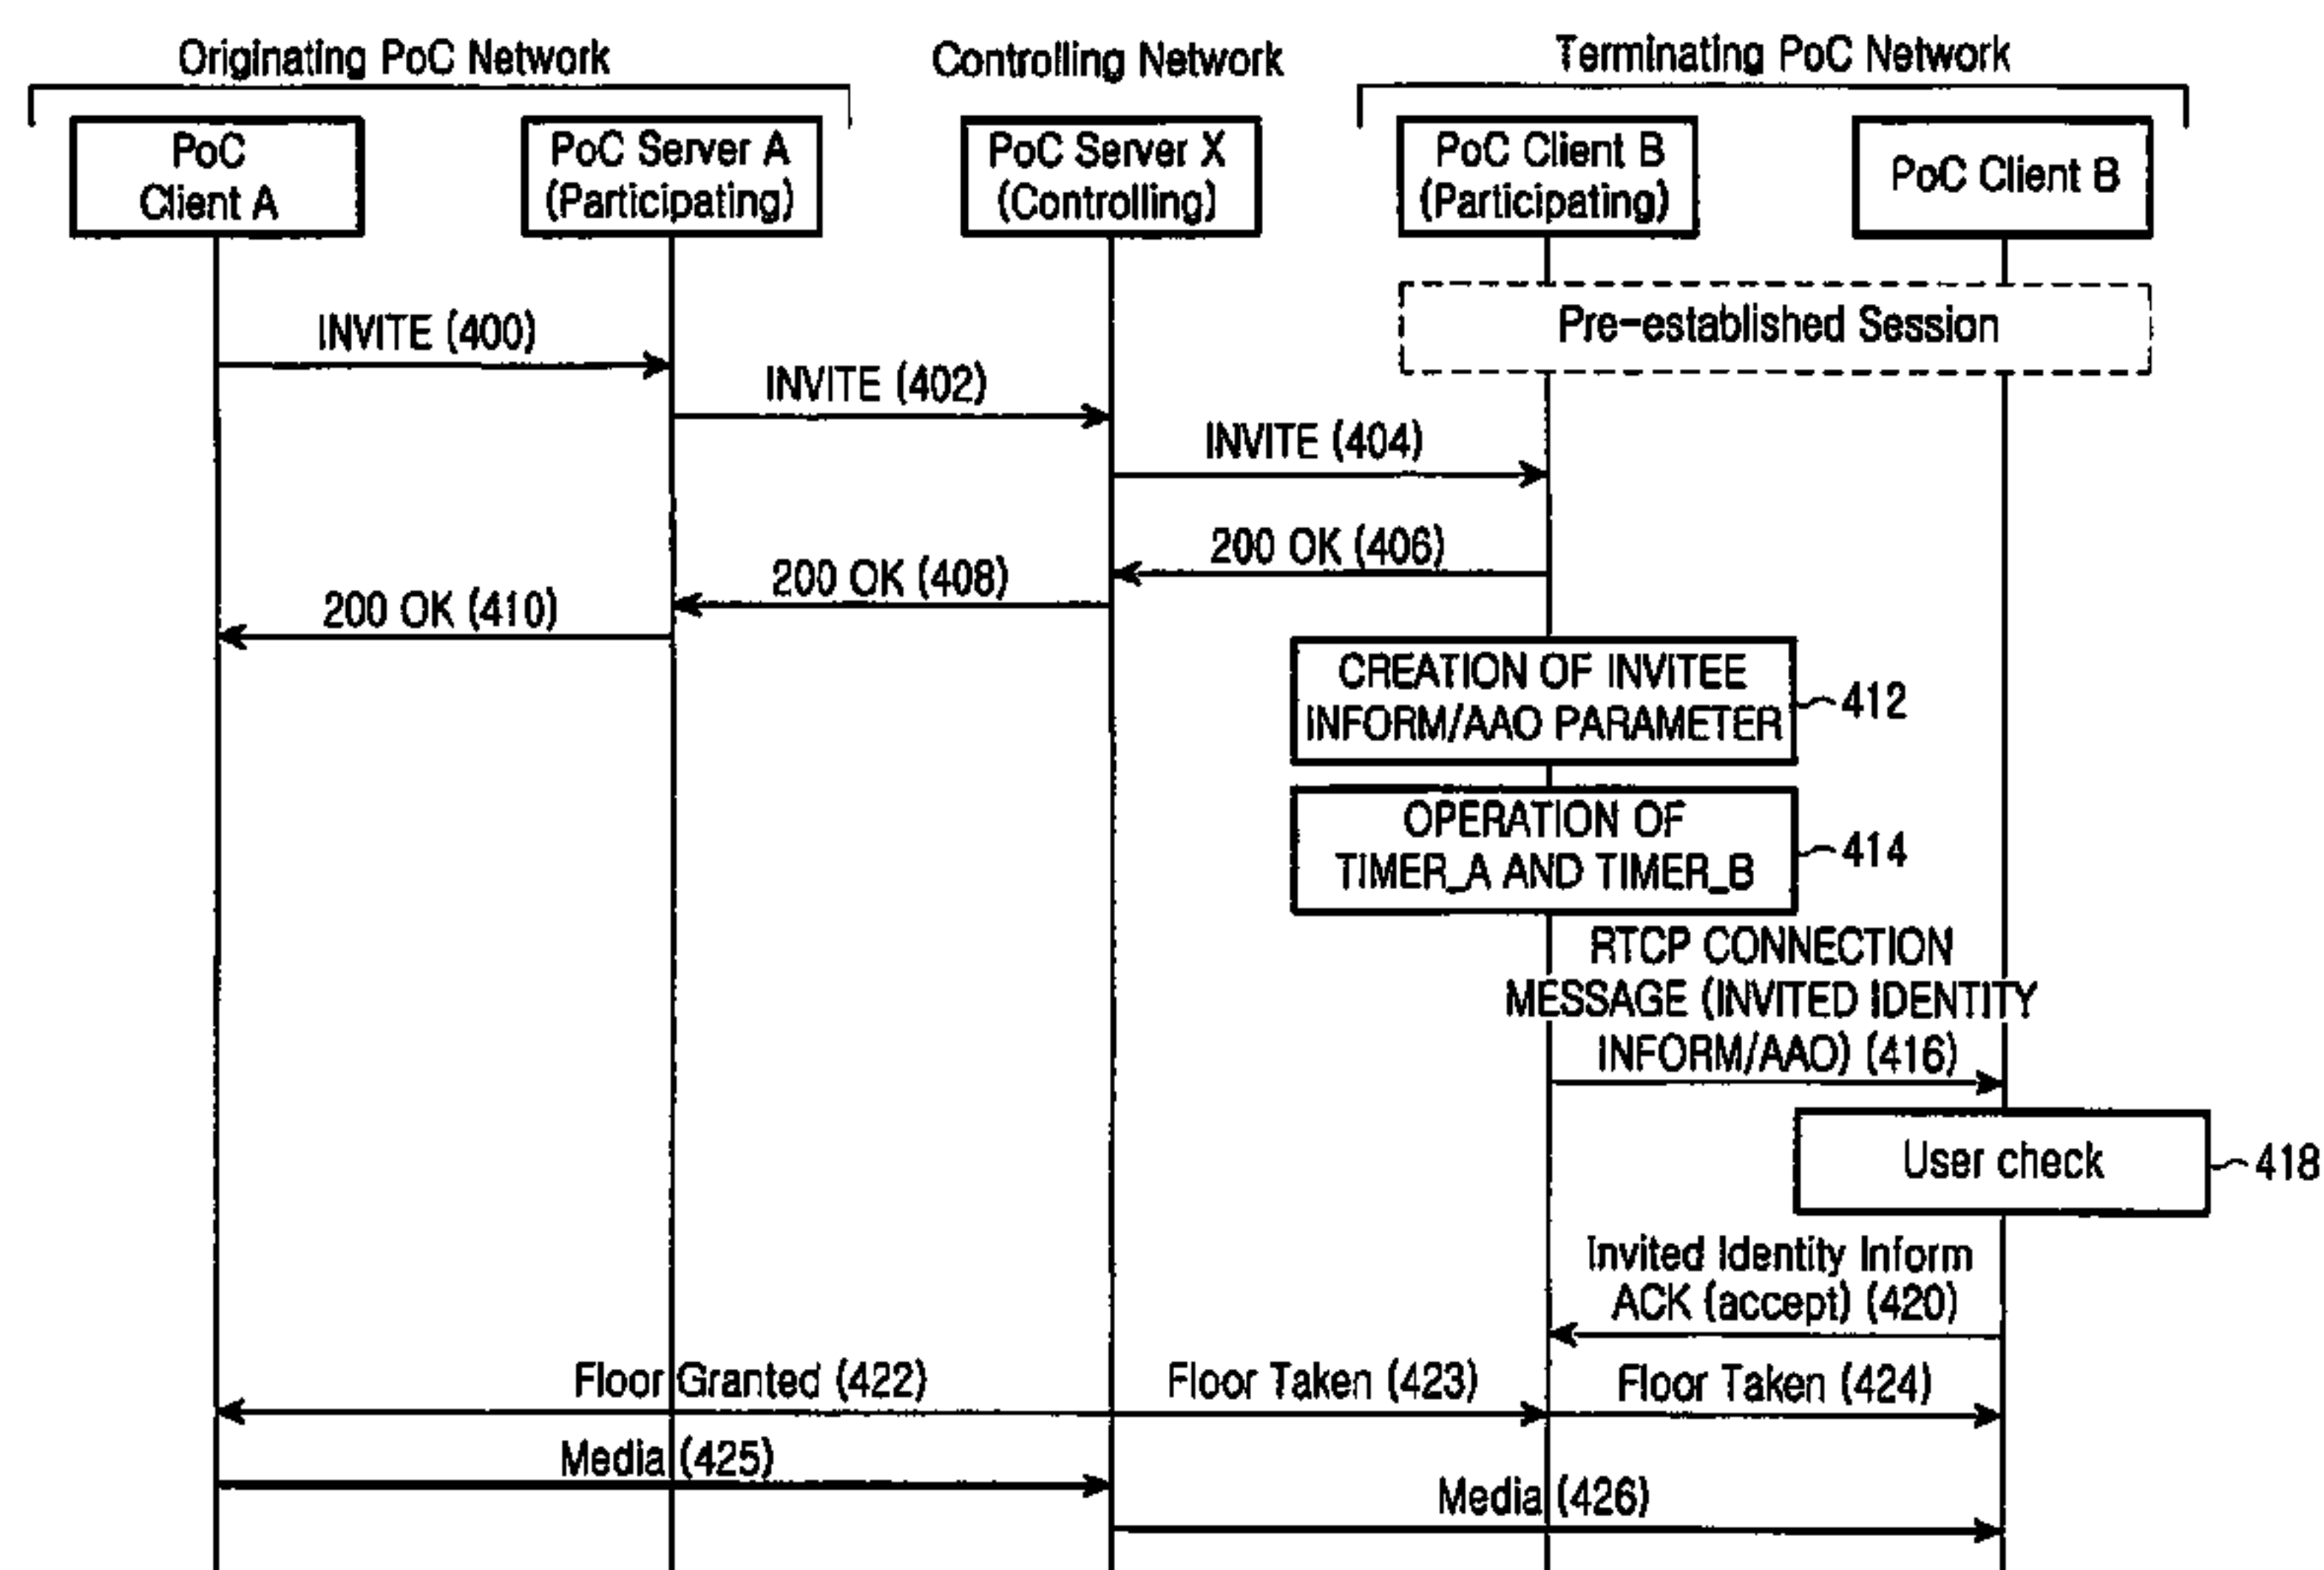 Originating PoC Network
Controlling Network
Terminating PoC Network
PoC
Client A
PoC Server A
(Participating)
PoC Server X
(Controlling)
PoC Client B
(Participating)
PoC Client B
Pre-established Session
INVITE (400)
INVITE (402)
INVITE (404)
200 OK (406)
200 OK (408)
200 OK (410)
CREATION OF INVITEE
INFORM/AAO PARAMETER
412
OPERATION OF
TIMER_A AND TIMER_B
414
RTCP CONNECTION
MESSAGE (INVITED IDENTITY
INFORM/AAO) (416)
User check
418
Invited Identity Inform
ACK (accept) (420)
Floor Granted (422)
Floor Taken (423)
Floor Taken (424)
Media (425)
Media (426)